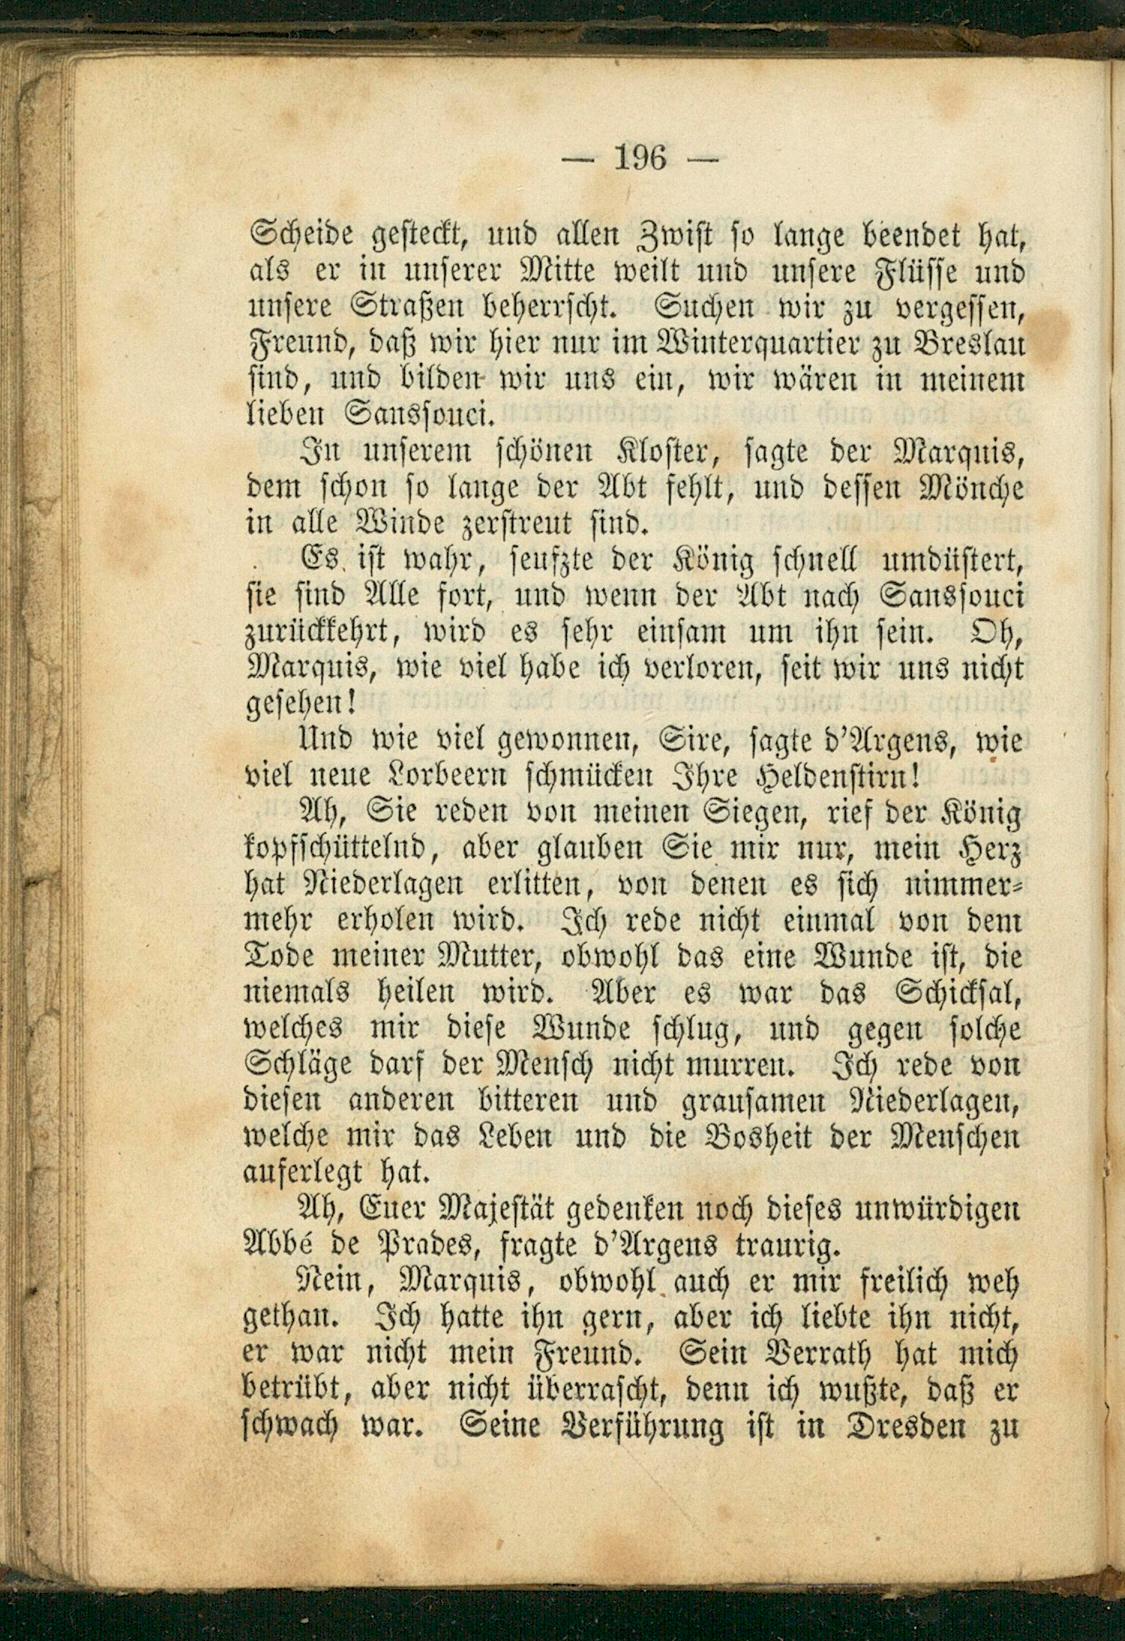 — 196 —
Scheide gesteckt, und allen Zwist so lange beendet hat,
als er in unserer Mitte weilt und unsere Flüsse und
unsere Straßen beherrscht. Suchen wir zu vergessen,
Freund, daß wir hier nur im Winterquartier zu Breslau
sind, und bilden wir uns ein, wir wären in meinem
lieben Sanssouci.
In unserem schönen Kloster, sagte der Marquis,
dem schon so lange der Abt fehlt, und dessen Mönche
in alle Winde zerstreut sind.
Es ist wahr, seufzte der König schnell umdüstert,
sie sind Alle fort, und wenn der Abt nach Sanssouci
zurückkehrt, wird es sehr einsam um ihn sein. Oh,
Marquis, wie viel habe ich verloren, seit wir uns nicht
gesehen!
Und wie viel gewonnen, Sire, sagte d'Argens, wie
viel neue Lorbeern schmücken Ihre Heldenstirn!
Ah, Sie reden von meinen Siegen, rief der König
kopfschüttelnd, aber glauben Sie mir nur, mein Herz
hat Niederlagen erlitten, von denen es sich nimmer-
mehr erholen wird. Ich rede nicht einmal von dem
Tode meiner Mutter, obwohl das eine Wunde ist, die
niemals heilen wird. Aber es war das Schicksal,
welches mir diese Wunde schlug, und gegen solche
Schläge darf der Mensch nicht murren. Ich rede von
diesen anderen bitteren und grausamen Niederlagen,
welche mir das Leben und die Bosheit der Menschen
auferlegt hat.
Ah, Euer Majestät gedenken noch dieses unwürdigen
Abbé de Prades, fragte d'Argens traurig.
Nein, Marquis, obwohl auch er mir freilich weh
gethan. Ich hatte ihn gern, aber ich liebte ihn nicht,
er war nicht mein Freund. Sein Verrath hat mich
betrübt, aber nicht überrascht, denn ich wußte, daß er
schwach war. Seine Verführung ist in Dresden zu